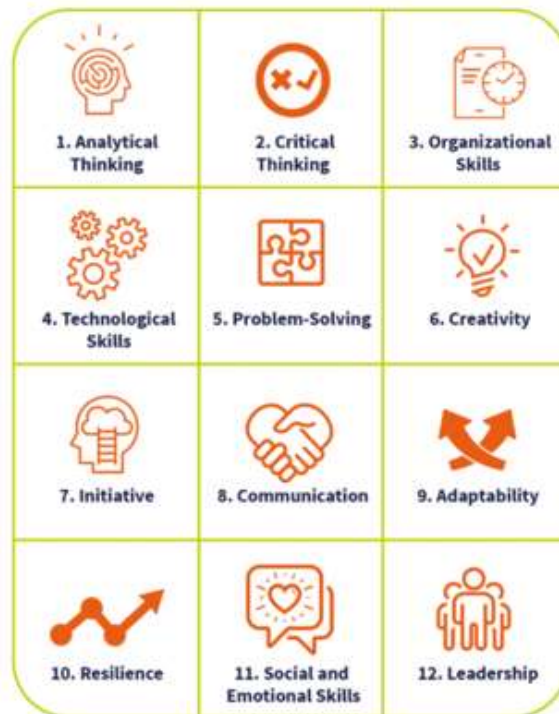 1. Analytical
Thinking
2. Critical
Thinking
3. Organizational
Skills
4. Technological
Skills
5. Problem-Solving
6. Creativity
7. Initiative
8. Communication
9. Adaptability
10. Resilience
11. Social and
Emotional Skills
12. Leadership